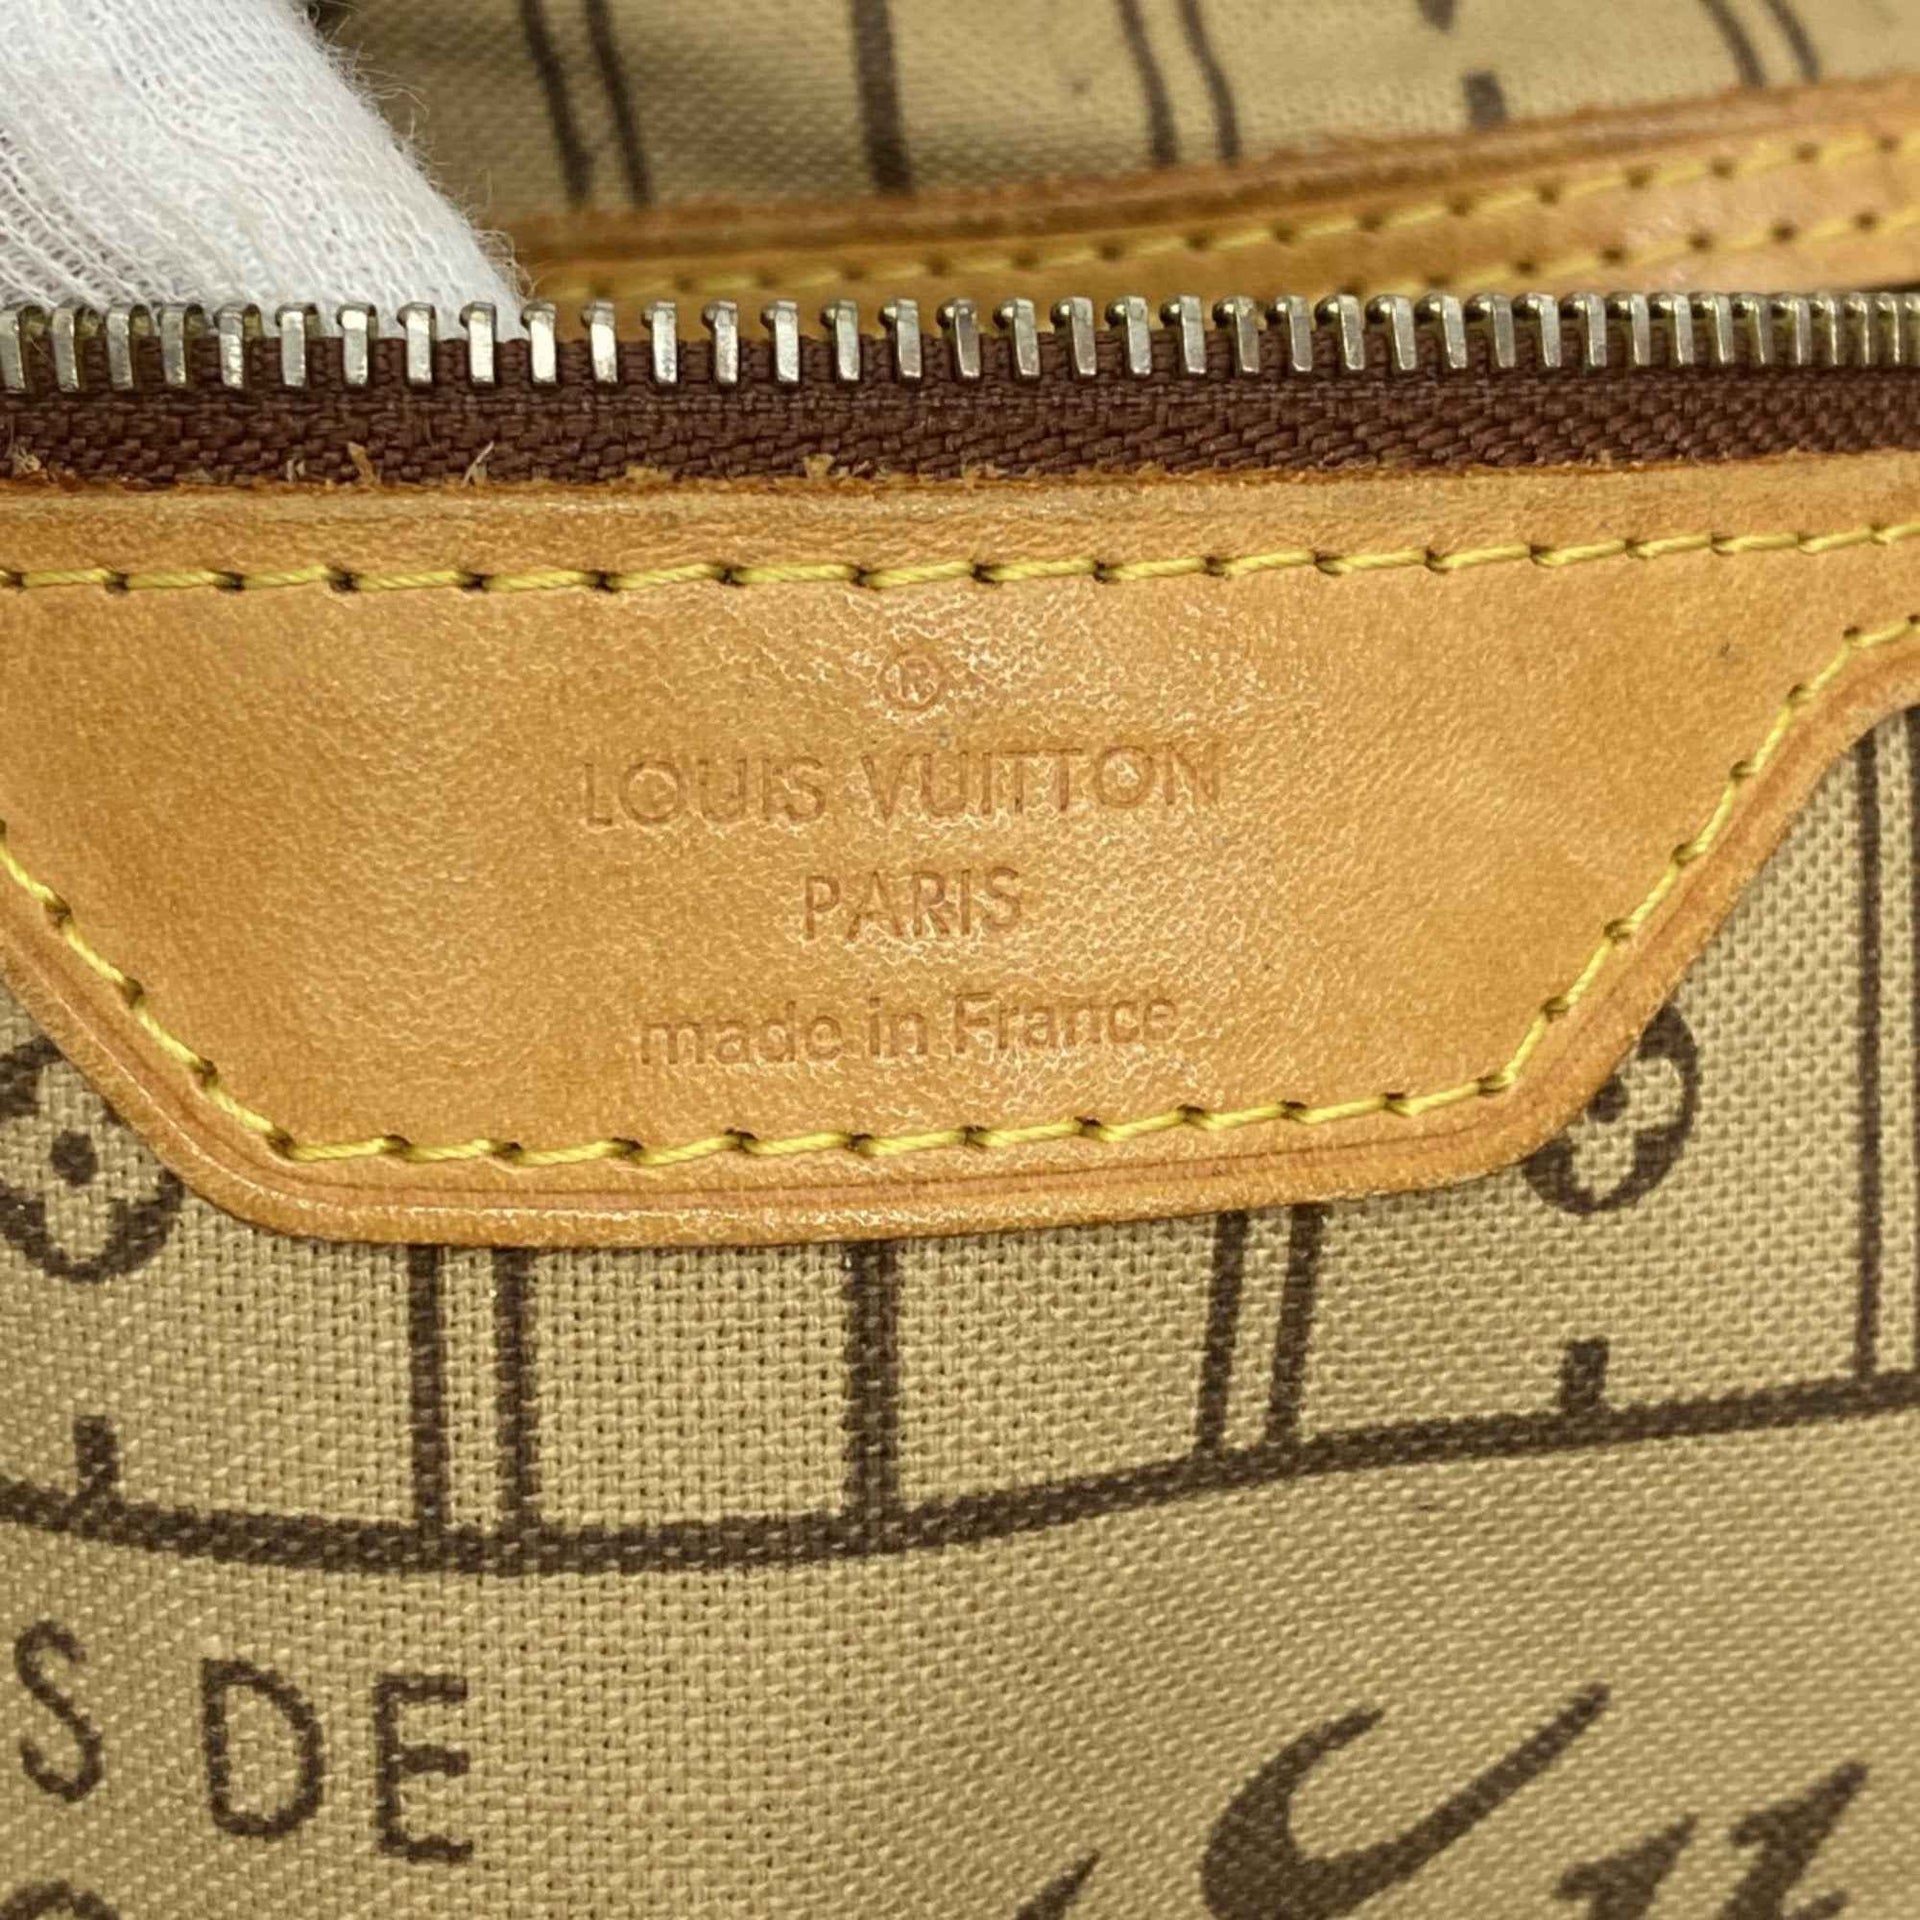 ®
LOUIS VUITTON
PARIS
made in France
S DE